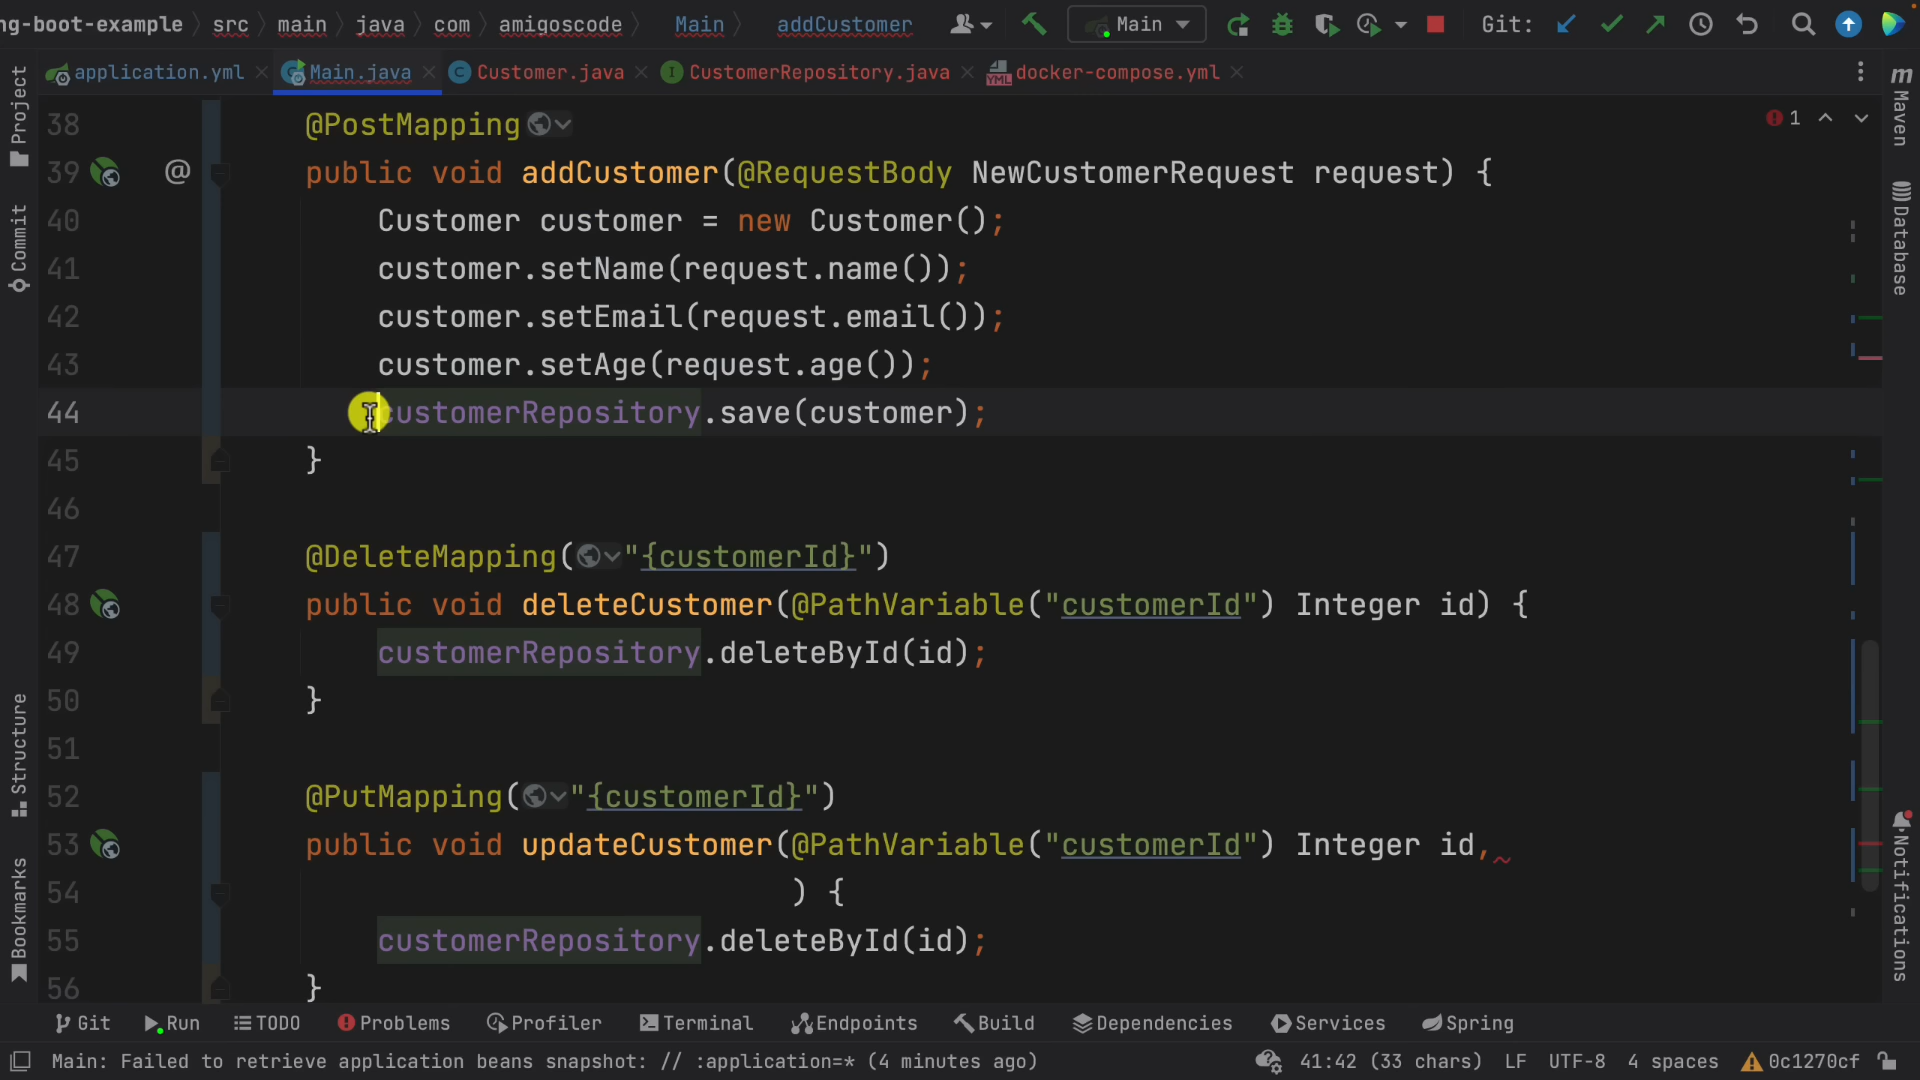 ng-boot-example src main java com amigoscode Main addCustomer Main Git:
application.yml Main.java Customer.java CustomerRepository.java docker-compose.yml
Project
Commit
Structure
Bookmarks
38 @PostMapping
39 @ public void addCustomer(@RequestBody NewCustomerRequest request) {
40 Customer customer = new Customer();
41 customer.setName(request.name());
42 customer.setEmail(request.email());
43 customer.setAge(request.age());
44 customerRepository.save(customer);
45 }
46
47 @DeleteMapping("{customerId}")
48 public void deleteCustomer(@PathVariable("customerId") Integer id) {
49 customerRepository.deleteById(id);
50 }
51
52 @PutMapping("{customerId}")
53 public void updateCustomer(@PathVariable("customerId") Integer id,
54 ) {
55 customerRepository.deleteById(id);
56 }
1
m Maven
Database
Notifications
Git Run TODO Problems Profiler Terminal Endpoints Build Dependencies Services Spring
Main: Failed to retrieve application beans snapshot: // :application=* (4 minutes ago) 41:42 (33 chars) LF UTF-8 4 spaces 0c1270cf